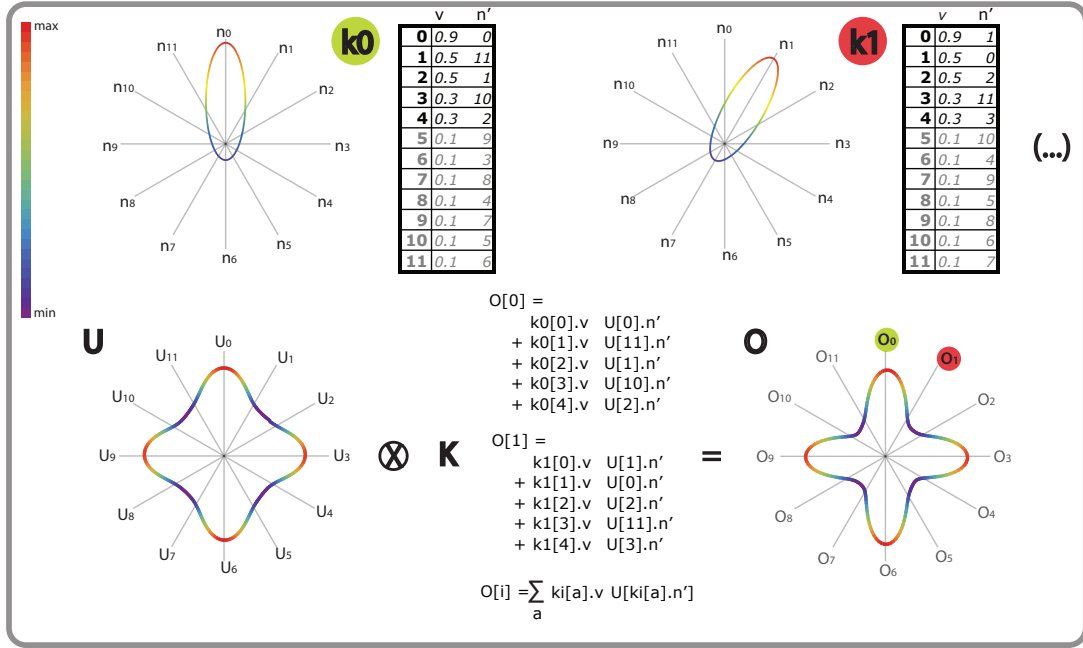 max
min
n0
n1
n2
n3
n4
n5
n6
n7
n8
n9
n10
n11
k0
v n’
0 0.9 0
1 0.5 11
2 0.5 1
3 0.3 10
4 0.3 2
5 0.1 9
6 0.1 3
7 0.1 8
8 0.1 4
9 0.1 7
10 0.1 5
11 0.1 6
n0
n1
n2
n3
n4
n5
n6
n7
n8
n9
n10
n11
k1
v n’
0 0.9 1
1 0.5 0
2 0.5 2
3 0.3 11
4 0.3 3
5 0.1 10
6 0.1 4
7 0.1 9
8 0.1 5
9 0.1 8
10 0.1 6
11 0.1 7
(...)
U
U0
U1
U2
U3
U4
U5
U6
U7
U8
U9
U10
U11
⊗ K
O[0] =
k0[0].v U[0].n’
+ k0[1].v U[11].n’
+ k0[2].v U[1].n’
+ k0[3].v U[10].n’
+ k0[4].v U[2].n’
O[1] =
k1[0].v U[1].n’
+ k1[1].v U[0].n’
+ k1[2].v U[2].n’
+ k1[3].v U[11].n’
+ k1[4].v U[3].n’
O[i] =∑ ki[a].v U[ki[a].n’]
a
=
O
O0
O1
O2
O3
O4
O5
O6
O7
O8
O9
O10
O11